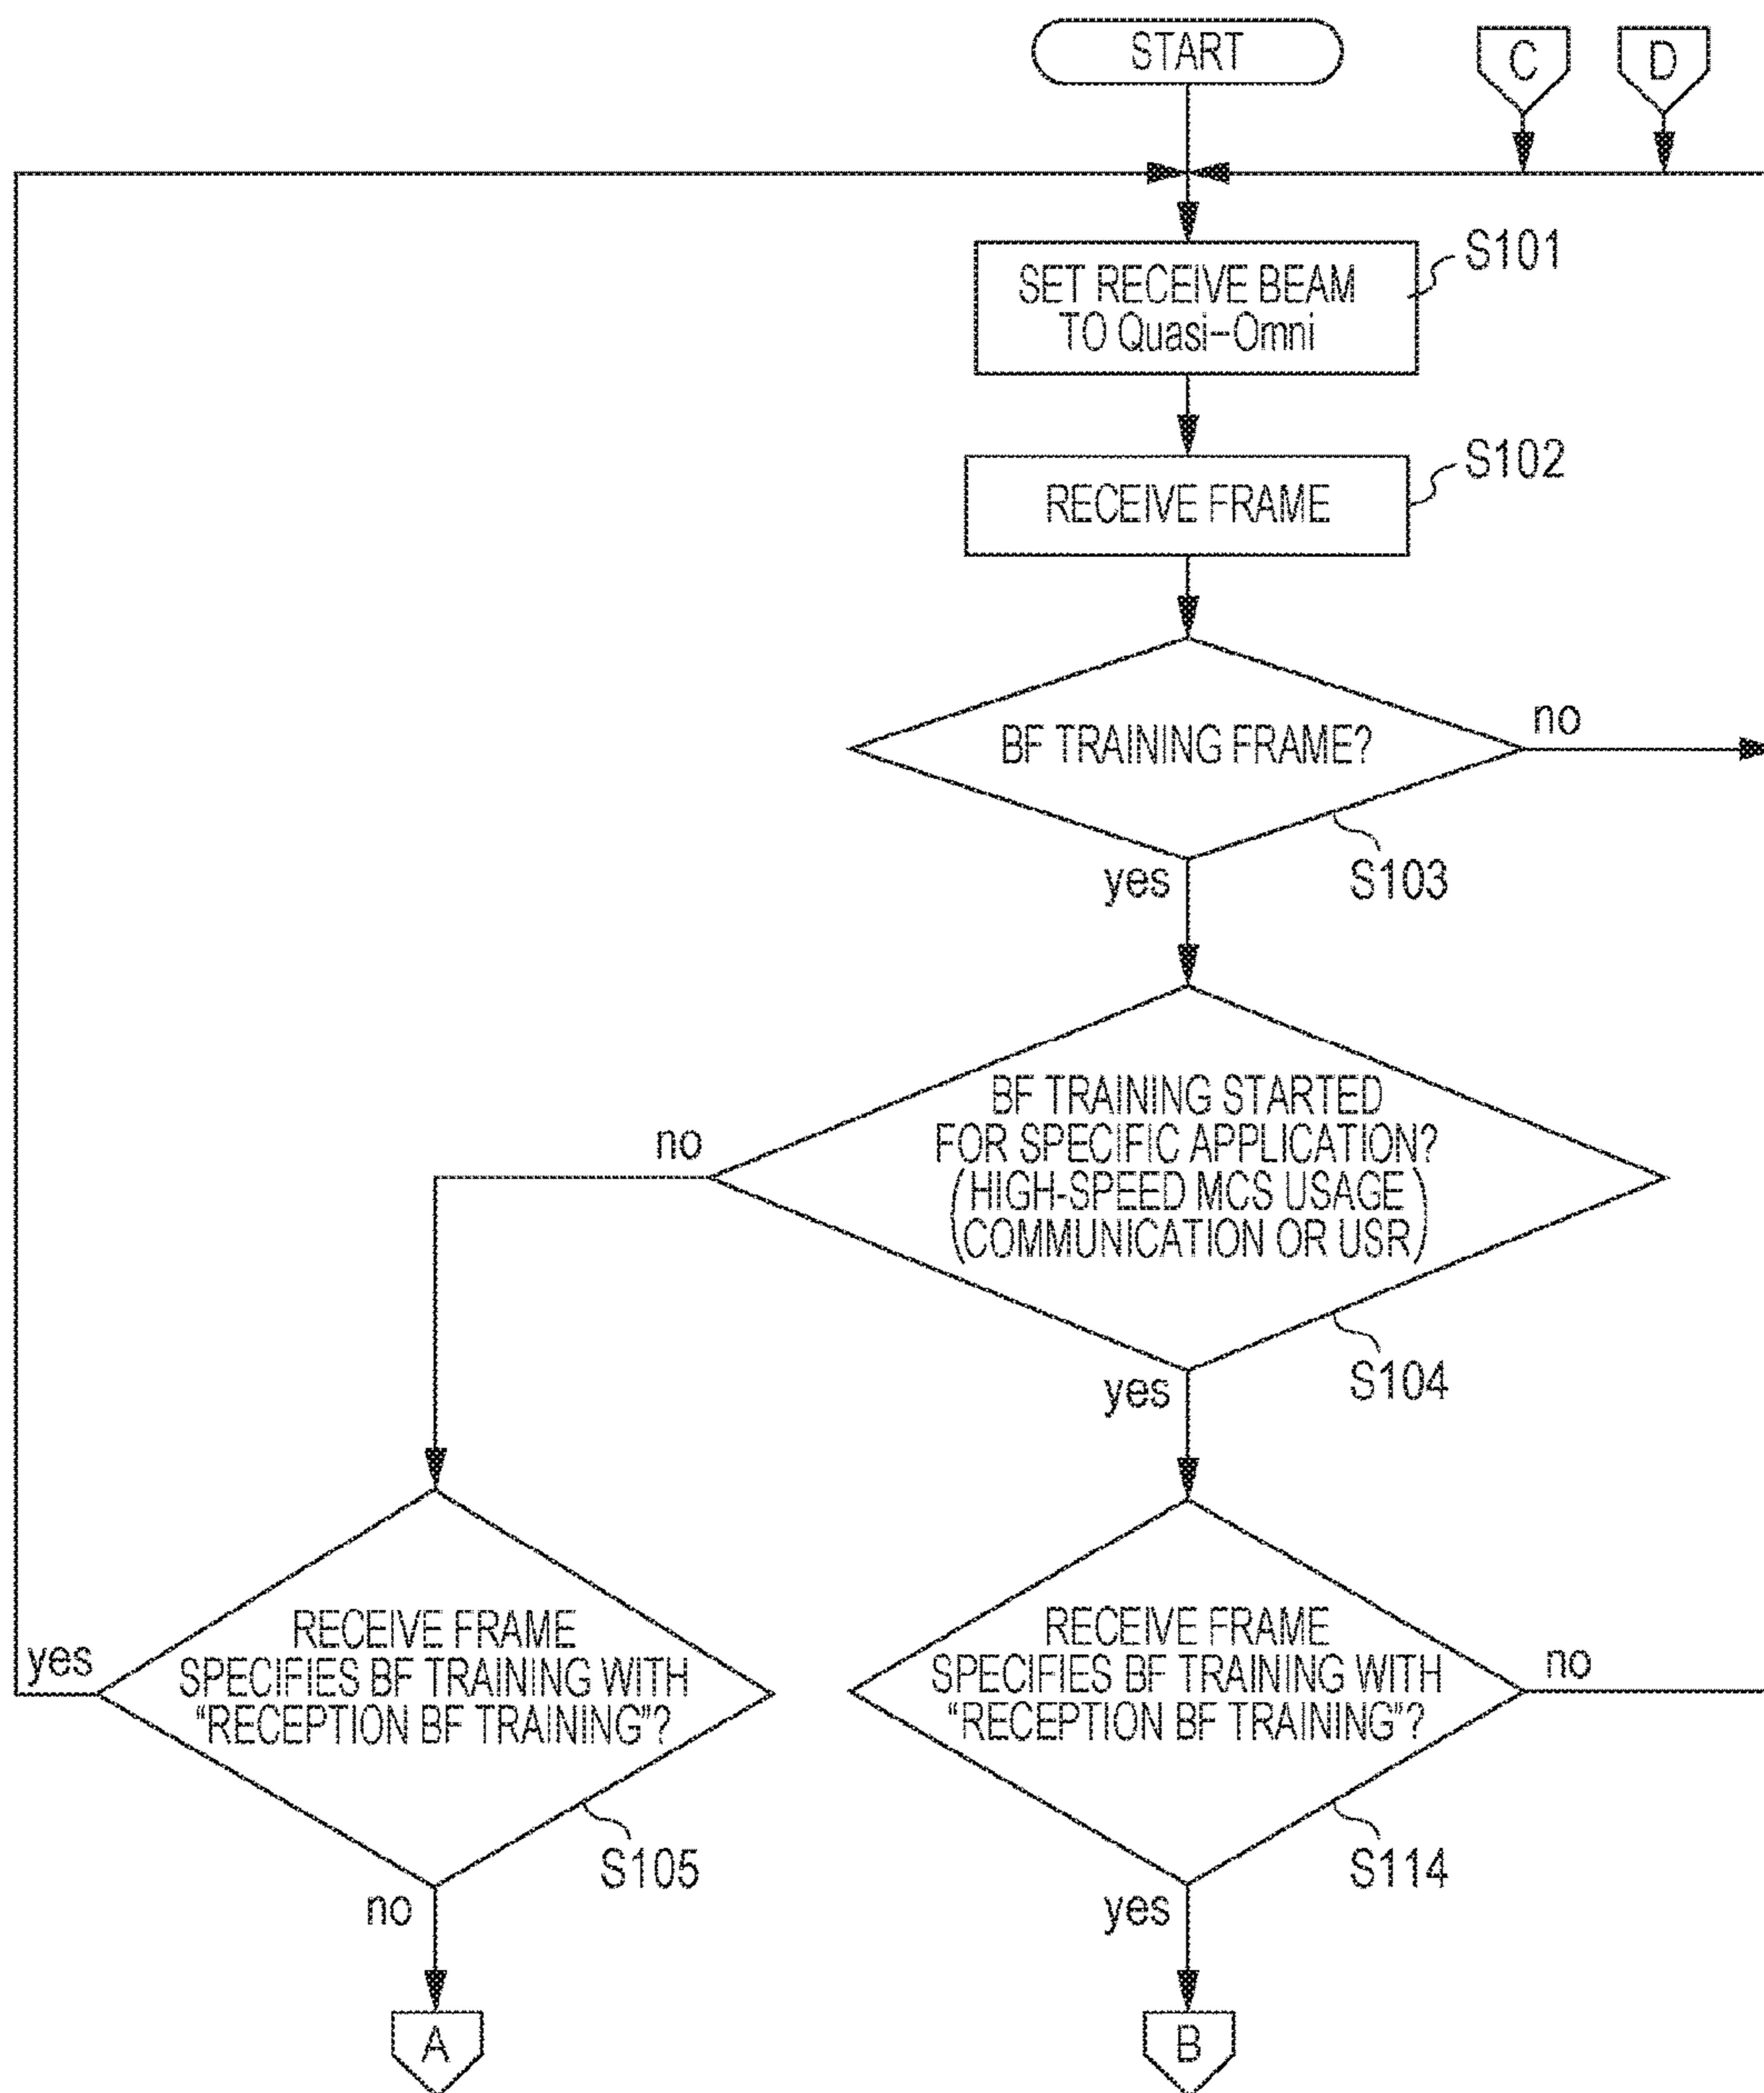 START
C
D
SET RECEIVE BEAM
TO Quasi-Omni
S101
RECEIVE FRAME
S102
BF TRAINING FRAME?
no
S103
yes
BF TRAINING STARTED
FOR SPECIFIC APPLICATION?
(HIGH-SPEED MCS USAGE
COMMUNICATION OR USR)
no
S104
yes
RECEIVE FRAME
SPECIFIES BF TRAINING WITH
“RECEPTION BF TRAINING”?
yes
S105
no
RECEIVE FRAME
SPECIFIES BF TRAINING WITH
“RECEPTION BF TRAINING”?
no
S114
yes
A
B